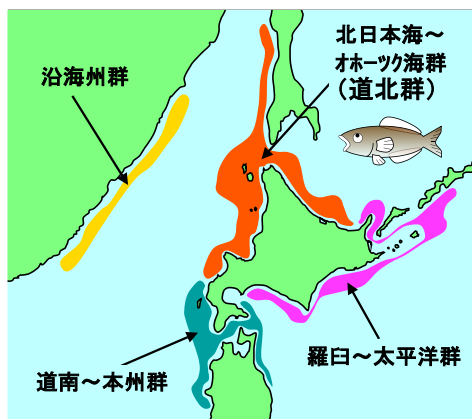 北日本海～
オホーツク海群
（道北群）
沿海州群
羅臼～太平洋群
道南～本州群